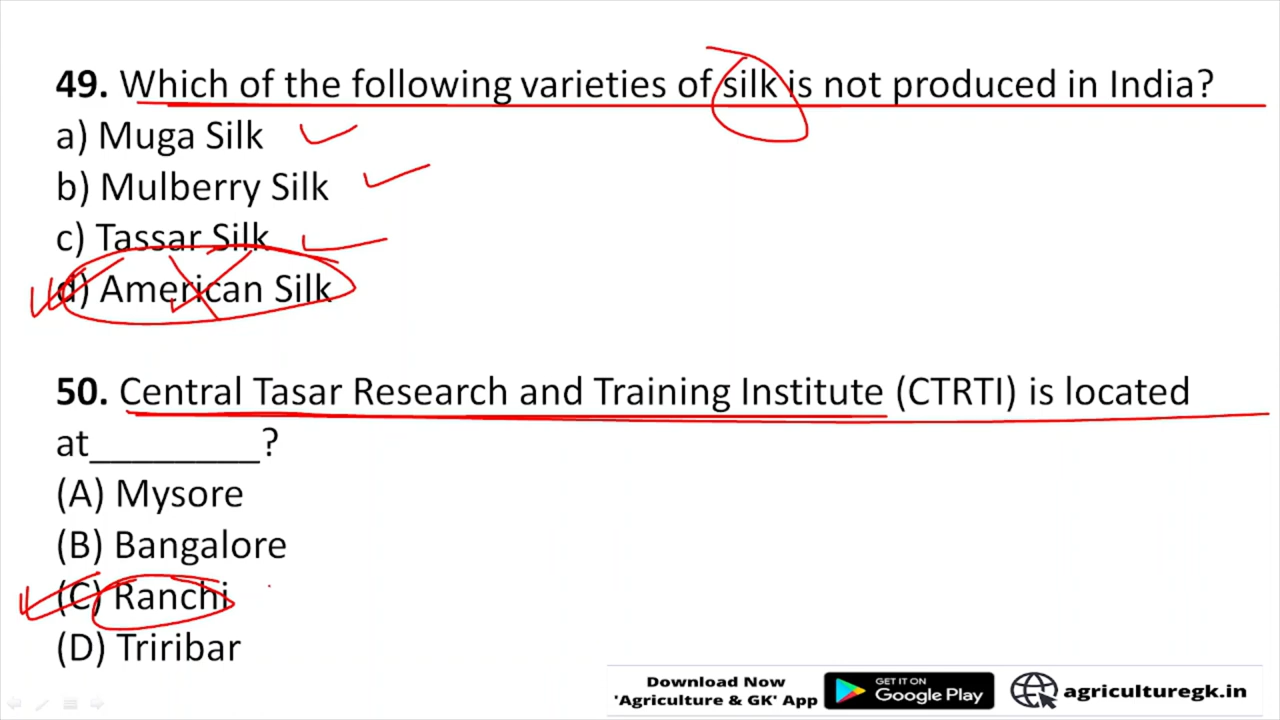 49. Which of the following varieties of silk is not produced in India?
a) Muga Silk
b) Mulberry Silk
c) Tassar Silk
d) American Silk
50. Central Tasar Research and Training Institute (CTRTI) is located
at________?
(A) Mysore
(B) Bangalore
(C) Ranchi
(D) Triribar
Download Now
'Agriculture & GK' App
GET IT ON
Google Play
agriculturegk.in